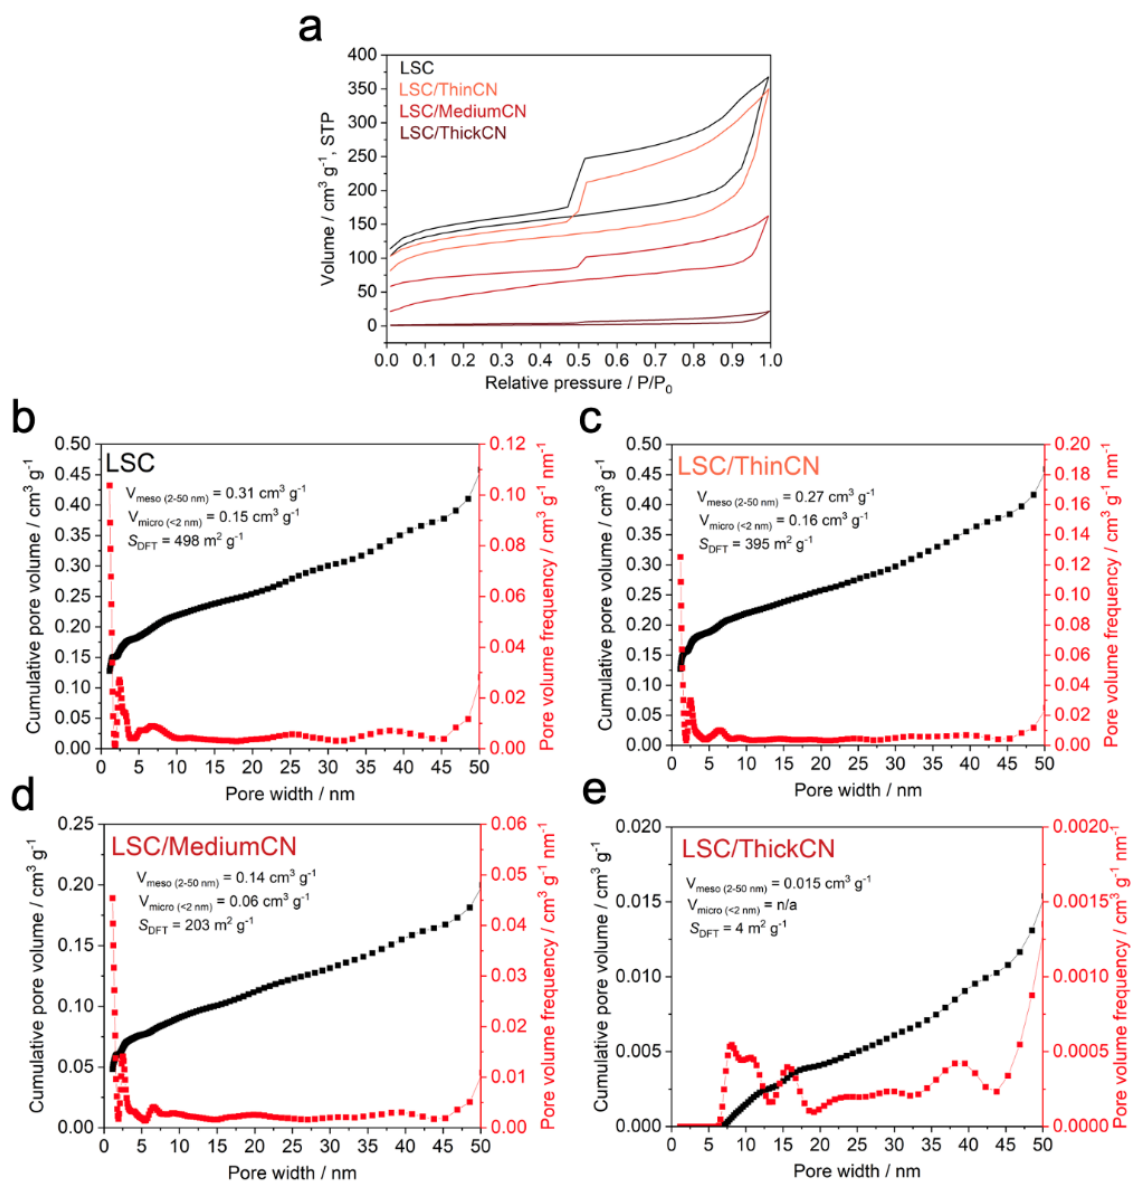 a
400
350
300
250
200
150
100
50
0
Volume / cm³ g⁻¹, STP
LSC
LSC/ThinCN
LSC/MediumCN
LSC/ThickCN
0.0 0.1 0.2 0.3 0.4 0.5 0.6 0.7 0.8 0.9 1.0
Relative pressure / P/P₀
b
0.50
0.45
0.40
0.35
0.30
0.25
0.20
0.15
0.10
0.05
0.00
Cumulative pore volume / cm³ g⁻¹
LSC
V meso (2-50 nm) = 0.31 cm³ g⁻¹
V micro (<2 nm) = 0.15 cm³ g⁻¹
S DFT = 498 m² g⁻¹
0.12
0.10
0.08
0.06
0.04
0.02
0.00
Pore volume frequency / cm³ g⁻¹ nm⁻¹
0 5 10 15 20 25 30 35 40 45 50
Pore width / nm
c
0.50
0.45
0.40
0.35
0.30
0.25
0.20
0.15
0.10
0.05
0.00
Cumulative pore volume / cm³ g⁻¹
LSC/ThinCN
V meso (2-50 nm) = 0.27 cm³ g⁻¹
V micro (<2 nm) = 0.16 cm³ g⁻¹
S DFT = 395 m² g⁻¹
0.20
0.18
0.16
0.14
0.12
0.10
0.08
0.06
0.04
0.02
0.00
Pore volume frequency / cm³ g⁻¹ nm⁻¹
0 5 10 15 20 25 30 35 40 45 50
Pore width / nm
d
0.25
0.20
0.15
0.10
0.05
0.00
Cumulative pore volume / cm³ g⁻¹
LSC/MediumCN
V meso (2-50 nm) = 0.14 cm³ g⁻¹
V micro (<2 nm) = 0.06 cm³ g⁻¹
S DFT = 203 m² g⁻¹
0.06
0.05
0.04
0.03
0.02
0.01
0.00
Pore volume frequency / cm³ g⁻¹ nm⁻¹
0 5 10 15 20 25 30 35 40 45 50
Pore width / nm
e
0.020
0.015
0.010
0.005
0.000
Cumulative pore volume / cm³ g⁻¹
LSC/ThickCN
V meso (2-50 nm) = 0.015 cm³ g⁻¹
V micro (<2 nm) = n/a
S DFT = 4 m² g⁻¹
0.0020
0.0015
0.0010
0.0005
0.0000
Pore volume frequency / cm³ g⁻¹ nm⁻¹
0 5 10 15 20 25 30 35 40 45 50
Pore width / nm